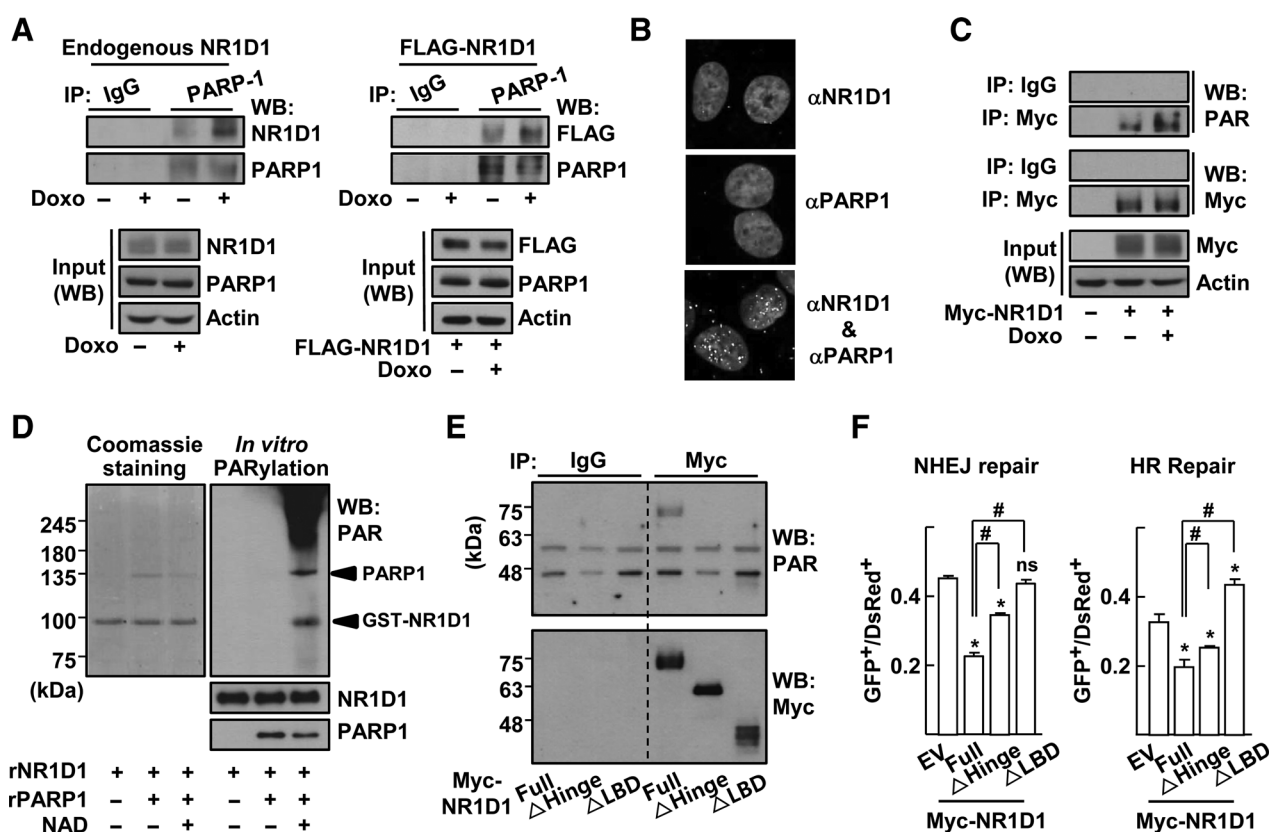 A
Endogenous NR1D1
IP: IgG PARP-1
WB:
NR1D1
PARP1
Doxo – + – +
Input (WB)
NR1D1
PARP1
Actin
Doxo – +
FLAG-NR1D1
IP: IgG PARP-1
WB:
FLAG
PARP1
Doxo – + – +
Input (WB)
FLAG
PARP1
Actin
FLAG-NR1D1 + +
Doxo – +
B
αNR1D1
αPARP1
αNR1D1
&
αPARP1
C
IP: IgG
IP: Myc
WB:
PAR
IP: IgG
IP: Myc
WB:
Myc
Input (WB)
Myc
Actin
Myc-NR1D1 – + +
Doxo – – +
D
Coomassie
staining
In vitro
PARylation
245
180
135
100
75
(kDa)
WB:
PAR
PARP1
GST-NR1D1
NR1D1
PARP1
rNR1D1 + + + + + +
rPARP1 – + + – + +
NAD – – + – – +
E
IP: IgG Myc
(kDa)
75
63
48
WB:
PAR
75
63
48
WB:
Myc
Myc-
NR1D1
Full △Hinge △LBD Full △Hinge △LBD
F
NHEJ repair
GFP+/DsRed+
0.4
0.2
#
#
* * ns
EV Full △Hinge △LBD
Myc-NR1D1
HR Repair
GFP+/DsRed+
0.4
0.2
#
#
* * *
EV Full △Hinge △LBD
Myc-NR1D1